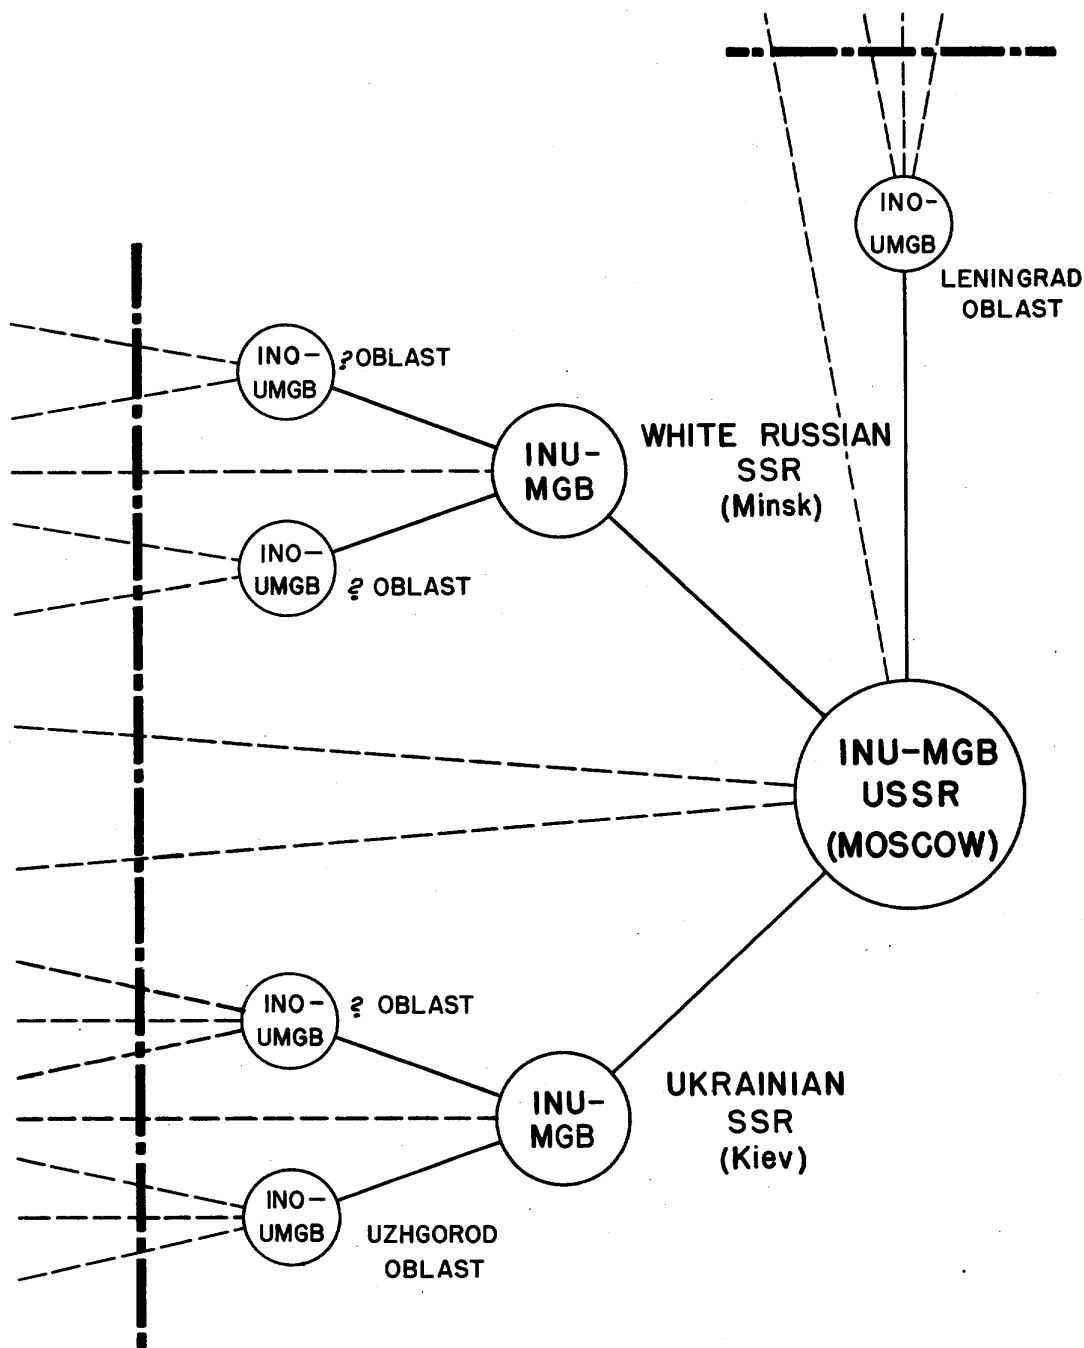 INO-
UMGB
LENINGRAD
OBLAST
INO-
UMGB
? OBLAST
INU-
MGB
WHITE RUSSIAN
SSR
(Minsk)
INO-
UMGB
? OBLAST
INU-MGB
USSR
(MOSCOW)
INO-
UMGB
? OBLAST
INU-
MGB
UKRAINIAN
SSR
(Kiev)
INO-
UMGB
UZHGOROD
OBLAST